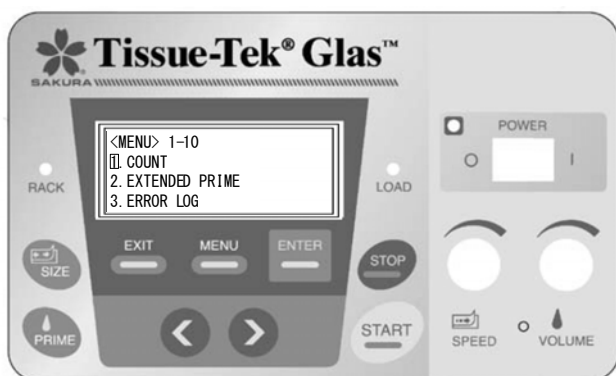 Tissue-Tek® Glas™
SAKURA
<MENU> 1-10
1. COUNT
2. EXTENDED PRIME
3. ERROR LOG
RACK
LOAD
EXIT
MENU
ENTER
SIZE
STOP
PRIME
START
POWER
O
I
SPEED
VOLUME